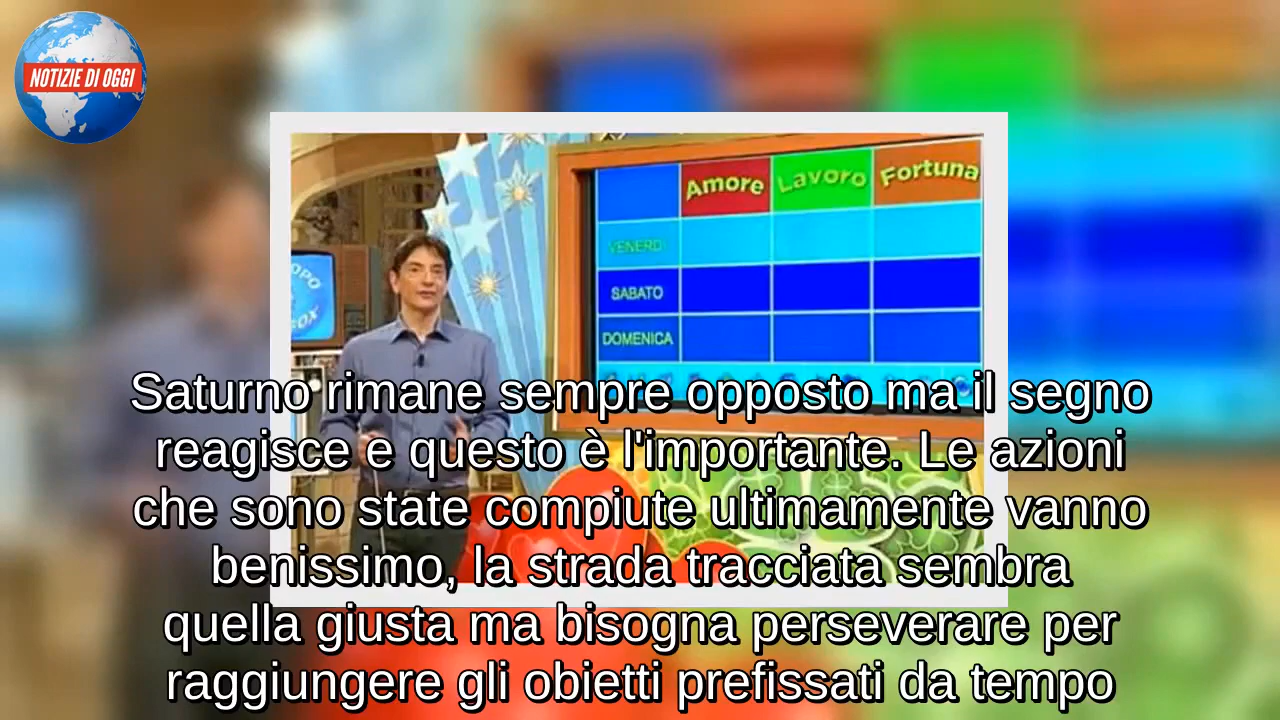 NOTIZIE DI OGGI
Amore Lavoro Fortuna
VENERDI
SABATO
DOMENICA
Saturno rimane sempre opposto ma il segno
reagisce e questo è l'importante. Le azioni
che sono state compiute ultimamente vanno
benissimo, la strada tracciata sembra
quella giusta ma bisogna perseverare per
raggiungere gli obietti prefissati da tempo